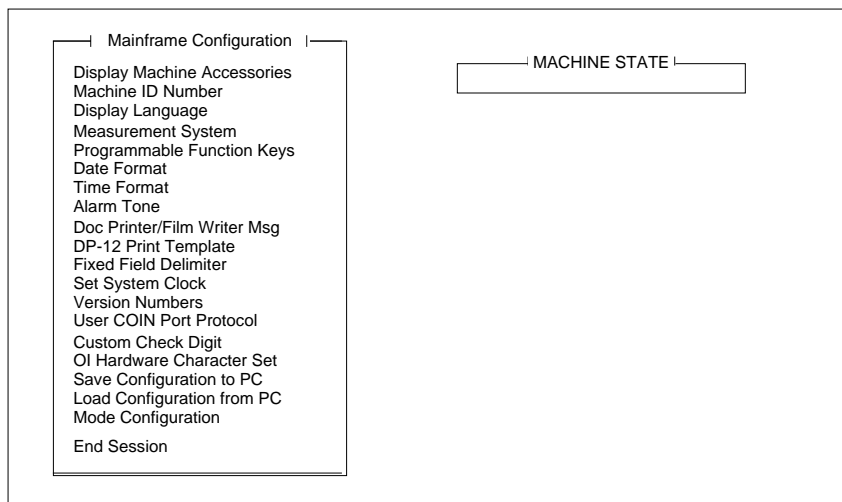 Mainframe Configuration
Display Machine Accessories
Machine ID Number
Display Language
Measurement System
Programmable Function Keys
Date Format
Time Format
Alarm Tone
Doc Printer/Film Writer Msg
DP-12 Print Template
Fixed Field Delimiter
Set System Clock
Version Numbers
User COIN Port Protocol
Custom Check Digit
OI Hardware Character Set
Save Configuration to PC
Load Configuration from PC
Mode Configuration
End Session
MACHINE STATE